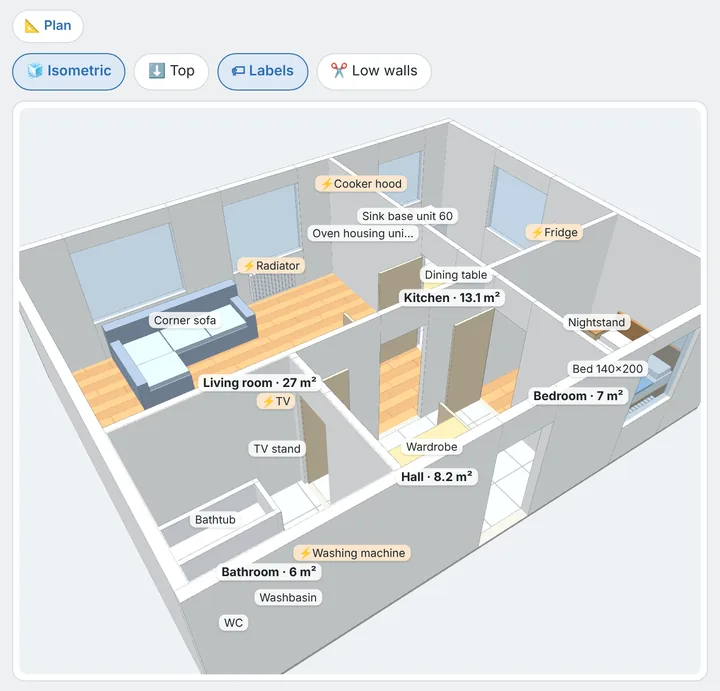 📐 Plan
🧊 Isometric
⬇️ Top
🏷 Labels
✂️ Low walls
⚡Cooker hood
Sink base unit 60
Oven housing uni...
⚡Fridge
⚡Radiator
Dining table
Kitchen · 13.1 m²
Corner sofa
Nightstand
Bed 140×200
Living room · 27 m²
Bedroom · 7 m²
⚡TV
TV stand
Wardrobe
Hall · 8.2 m²
Bathtub
⚡Washing machine
Bathroom · 6 m²
Washbasin
WC